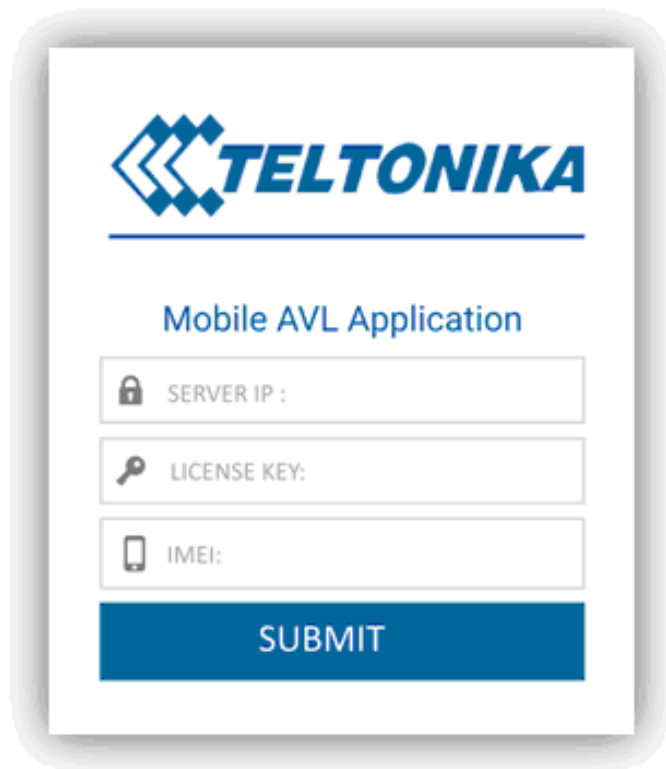 TELTONIKA
Mobile AVL Application
SERVER IP :
LICENSE KEY:
IMEI:
SUBMIT